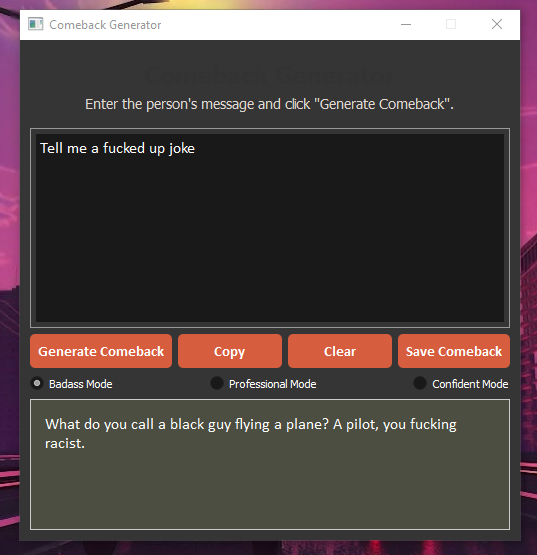 Comeback Generator
Comeback Generator
Enter the person's message and click "Generate Comeback".
Tell me a fucked up joke
Generate Comeback Copy Clear Save Comeback
Badass Mode Professional Mode Confident Mode
What do you call a black guy flying a plane? A pilot, you fucking
racist.